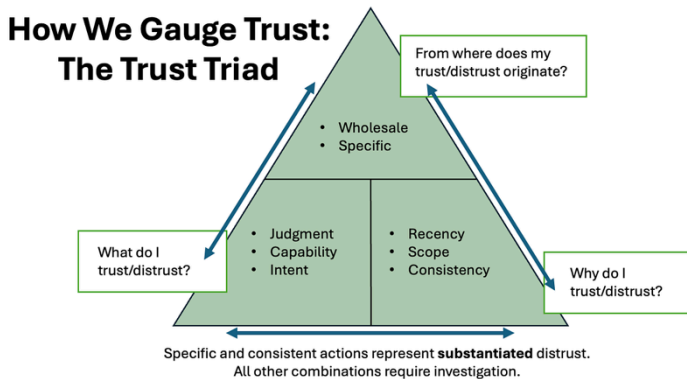 How We Gauge Trust:
The Trust Triad
From where does my
trust/distrust originate?
• Wholesale
• Specific
What do I
trust/distrust?
• Judgment
• Capability
• Intent
• Recency
• Scope
• Consistency
Why do I
trust/distrust?
Specific and consistent actions represent substantiated distrust.
All other combinations require investigation.